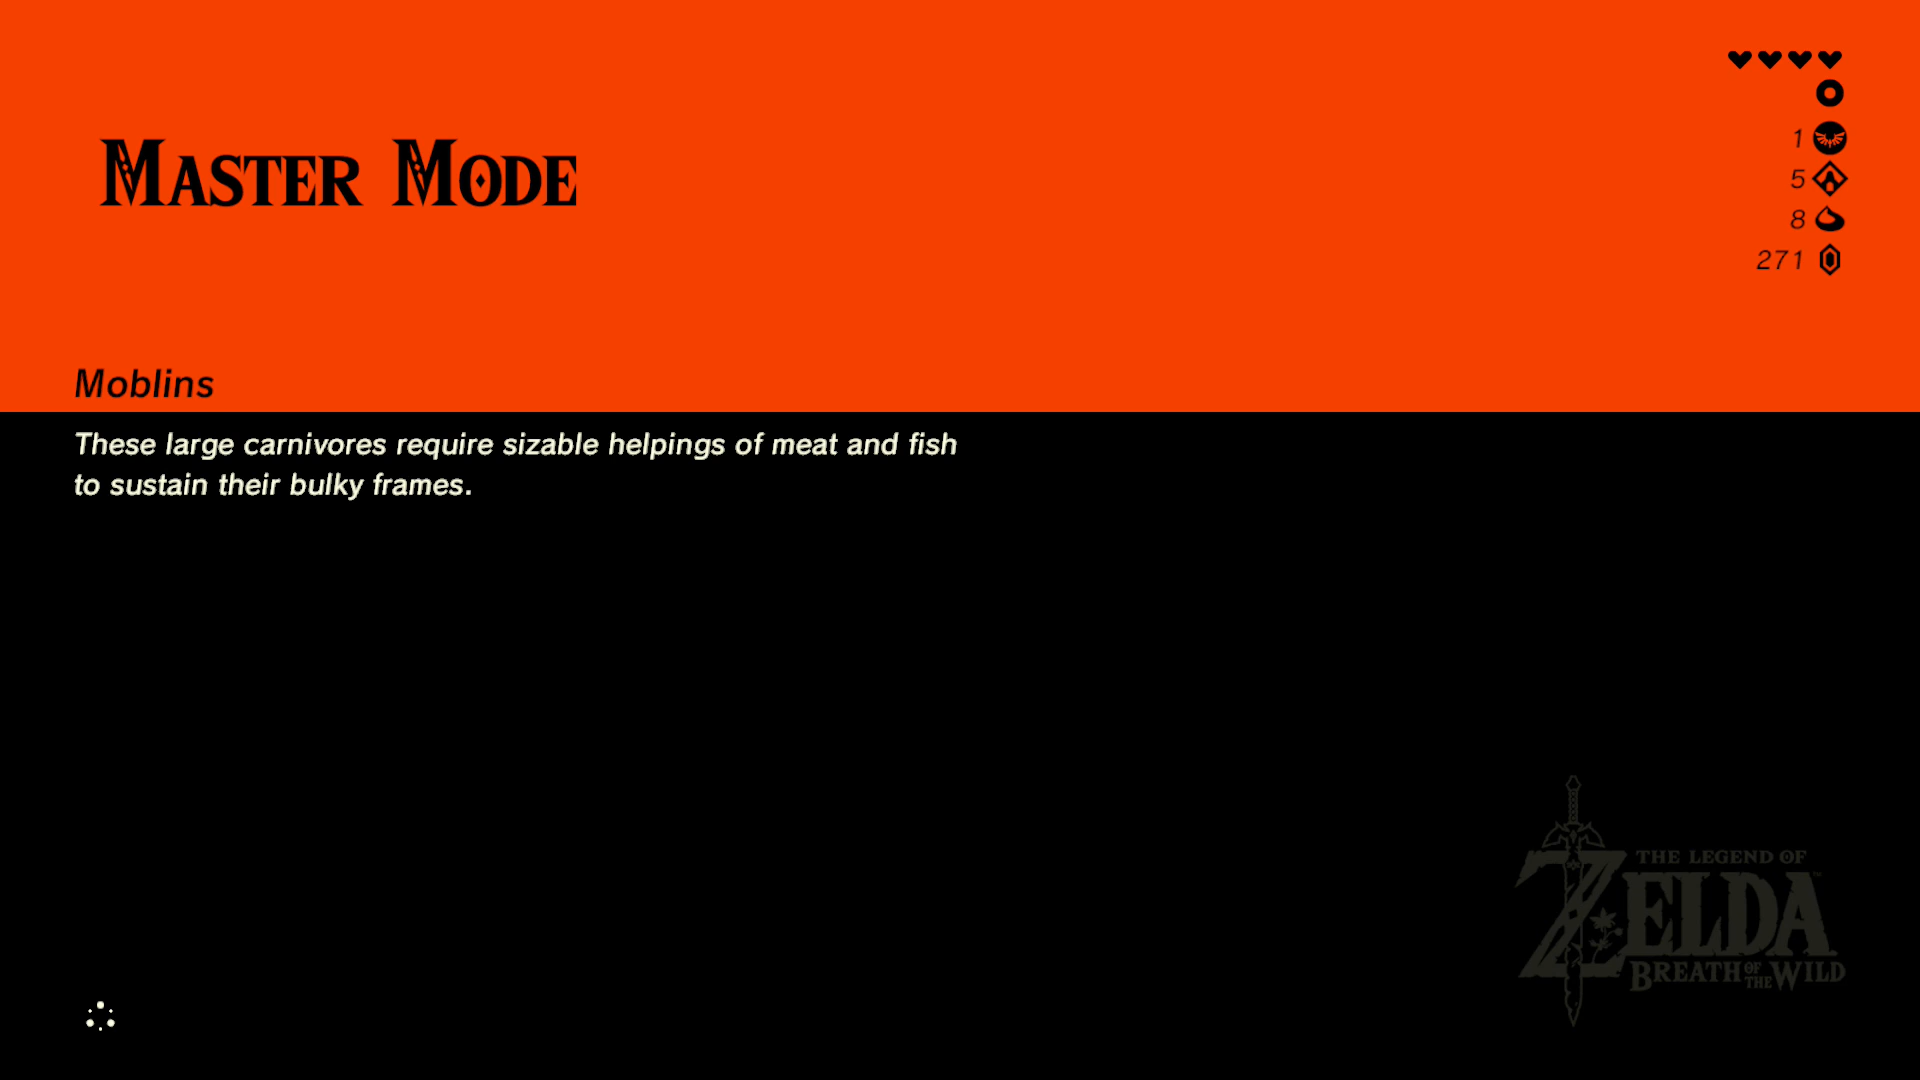 Master Mode
1
5
8
271
Moblins
These large carnivores require sizable helpings of meat and fish
to sustain their bulky frames.
THE LEGEND OF
ZELDA™
BREATH OF THE WILD